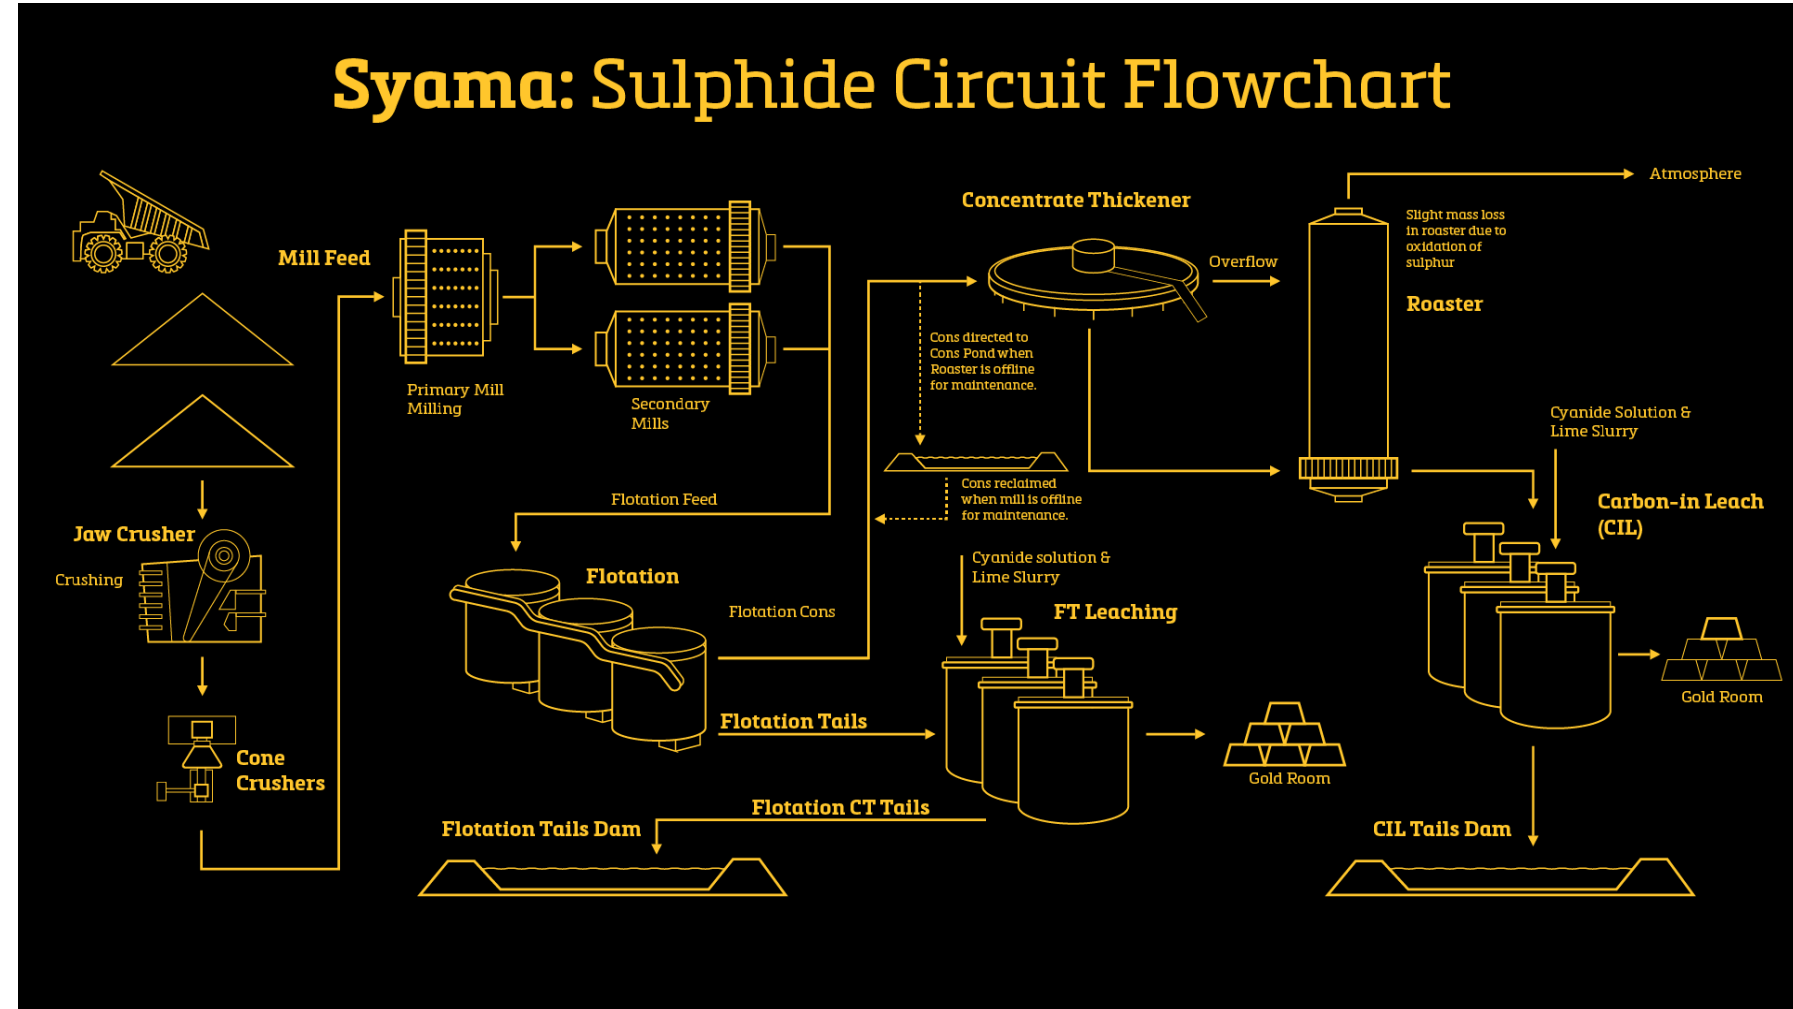 Syama: Sulphide Circuit Flowchart
Atmosphere
Concentrate Thickener
Slight mass loss
in roaster due to
oxidation of
sulphur
Mill Feed
Overflow
Roaster
Cons directed to
Cons Pond when
Roaster is offline
for maintenance.
Primary Mill
Milling
Secondary
Mills
Cyanide Solution &
Lime Slurry
Flotation Feed
Cons reclaimed
when mill is offline
for maintenance.
Carbon-in Leach
(CIL)
Jaw Crusher
Crushing
Cyanide solution &
Lime Slurry
Flotation
Flotation Cons
FT Leaching
Gold Room
Flotation Tails
Cone
Crushers
Gold Room
Flotation CT Tails
Flotation Tails Dam
CIL Tails Dam